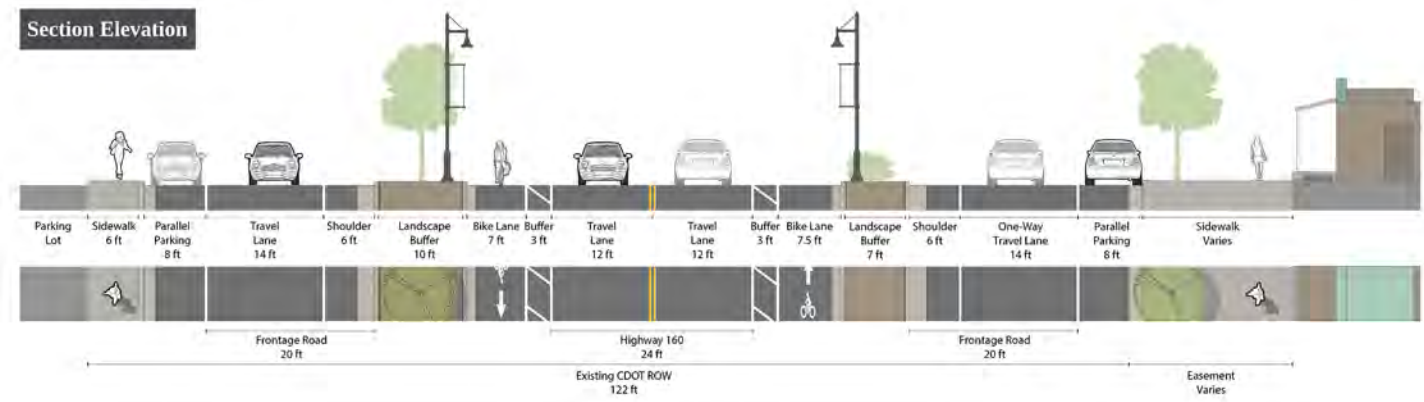 Section Elevation
Parking Lot
Sidewalk 6 ft
Parallel Parking 8 ft
Travel Lane 14 ft
Shoulder 6 ft
Landscape Buffer 10 ft
Bike Lane 7 ft
Buffer 3 ft
Travel Lane 12 ft
Travel Lane 12 ft
Buffer 3 ft
Bike Lane 7.5 ft
Landscape Buffer 7 ft
Shoulder 6 ft
One-Way Travel Lane 14 ft
Parallel Parking 8 ft
Sidewalk Varies
Frontage Road 20 ft
Highway 160 24 ft
Frontage Road 20 ft
Existing CDOT ROW 122 ft
Easement Varies